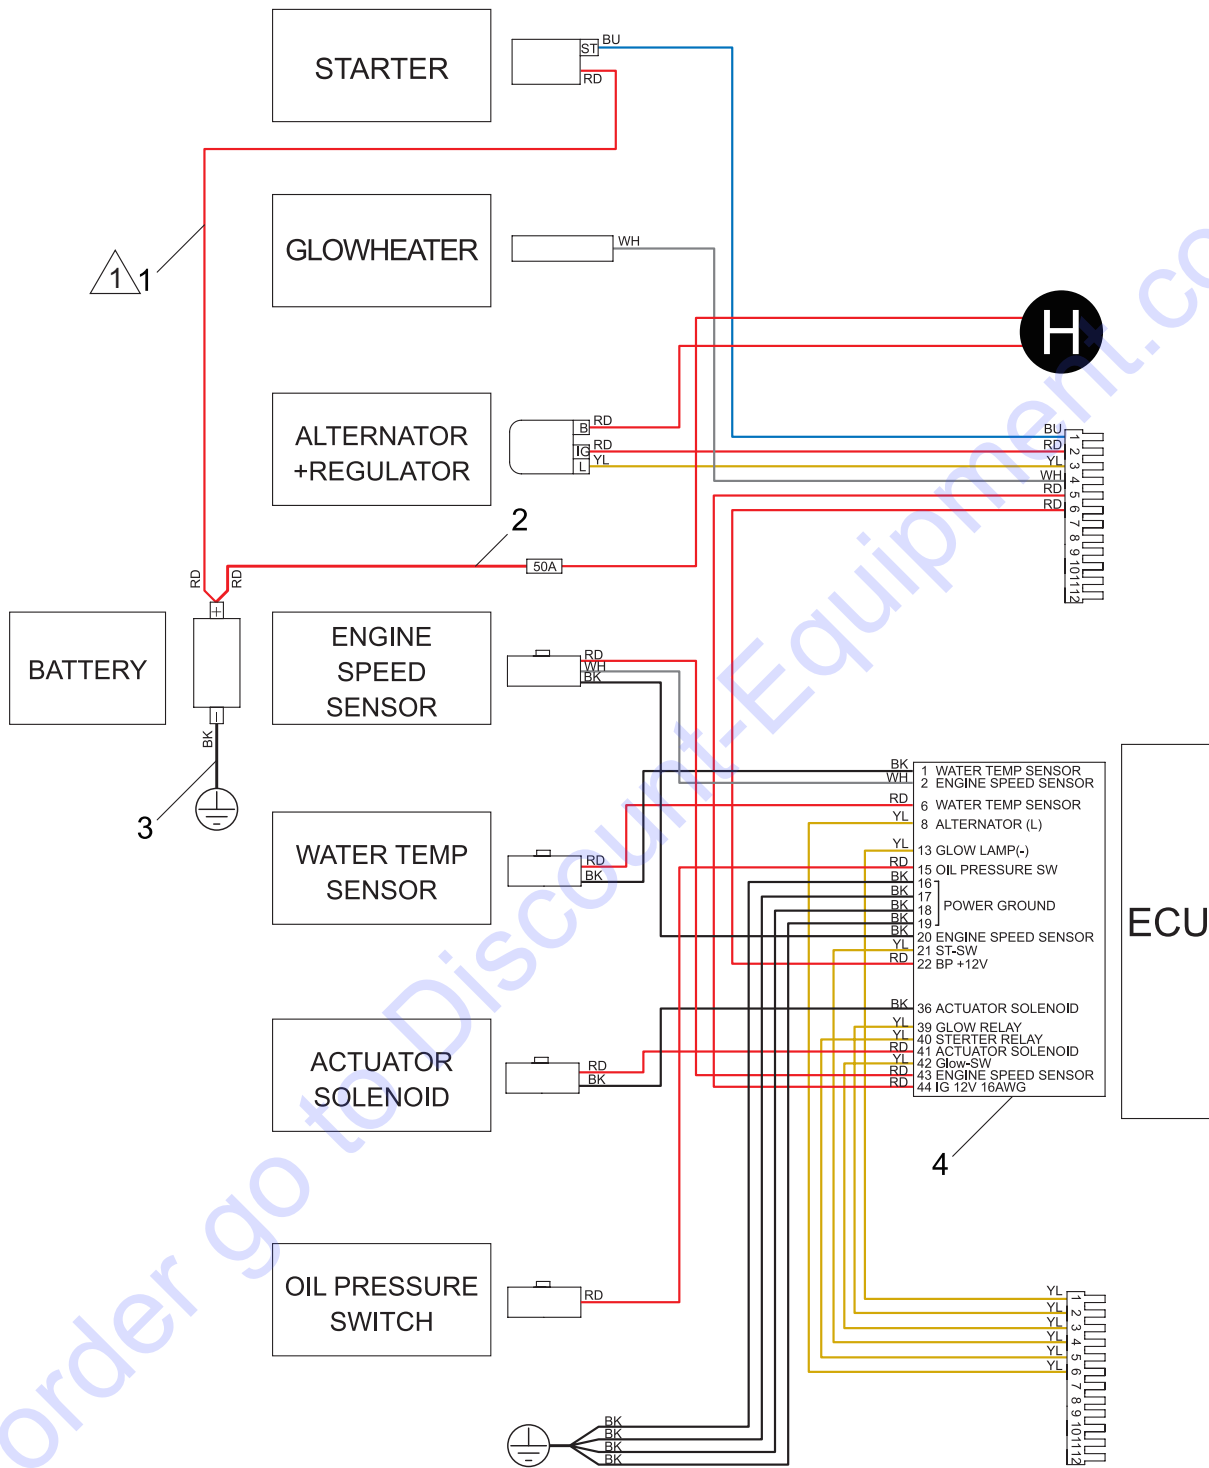 STARTER
ST
BU
RD
GLOWHEATER
WH
1
1
H
ALTERNATOR
+REGULATOR
B
RD
IG
RD
L
YL
BU
RD
YL
WH
RD
RD
1
2
3
4
5
6
7
8
9
10
11
12
2
50A
RD
RD
+
BATTERY
BK
3
ENGINE
SPEED
SENSOR
RD
WH
BK
WATER TEMP
SENSOR
RD
BK
BK
1 WATER TEMP SENSOR
WH
2 ENGINE SPEED SENSOR
RD
6 WATER TEMP SENSOR
YL
8 ALTERNATOR (L)
YL
13 GLOW LAMP(-)
RD
15 OIL PRESSURE SW
BK
16
BK
17
POWER GROUND
BK
18
BK
19
BK
20 ENGINE SPEED SENSOR
YL
21 ST-SW
RD
22 BP +12V
BK
36 ACTUATOR SOLENOID
YL
39 GLOW RELAY
YL
40 STARTER RELAY
RD
41 ACTUATOR SOLENOID
YL
42 Glow-SW
RD
43 ENGINE SPEED SENSOR
RD
44 IG 12V 16AWG
ECU
4
ACTUATOR
SOLENOID
RD
BK
OIL PRESSURE
SWITCH
RD
YL
YL
YL
YL
YL
YL
1
2
3
4
5
6
7
8
9
10
11
12
BK
BK
BK
BK
order go to Discount-Equipment.co